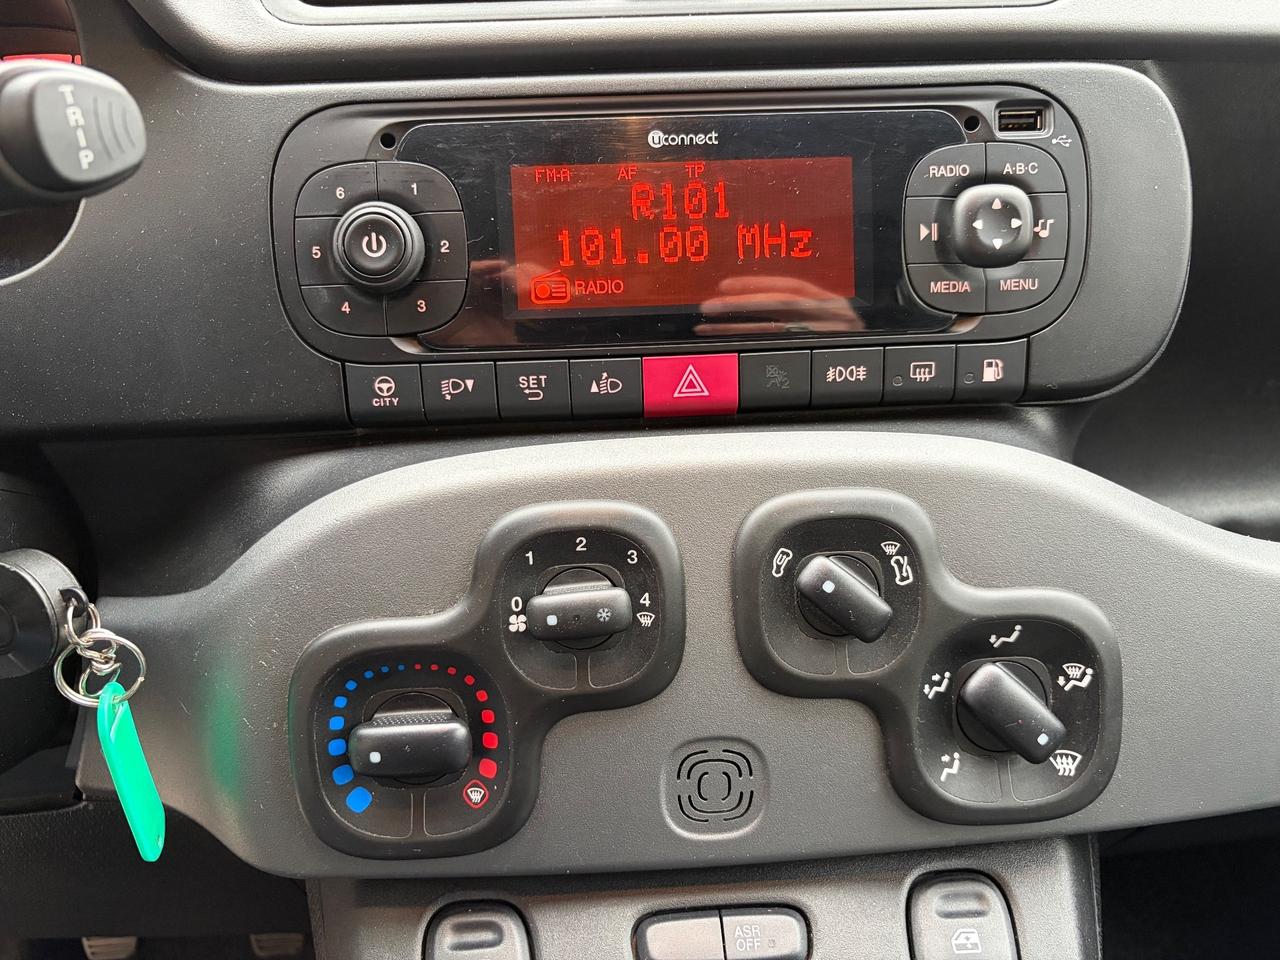 TRIP
uconnect
FM-A AF TP
R101
101.00 MHz
RADIO
6 1
5 2
4 3
RADIO A·B·C
MEDIA MENU
CITY
SET
0 1 2 3 4
ASR
OFF